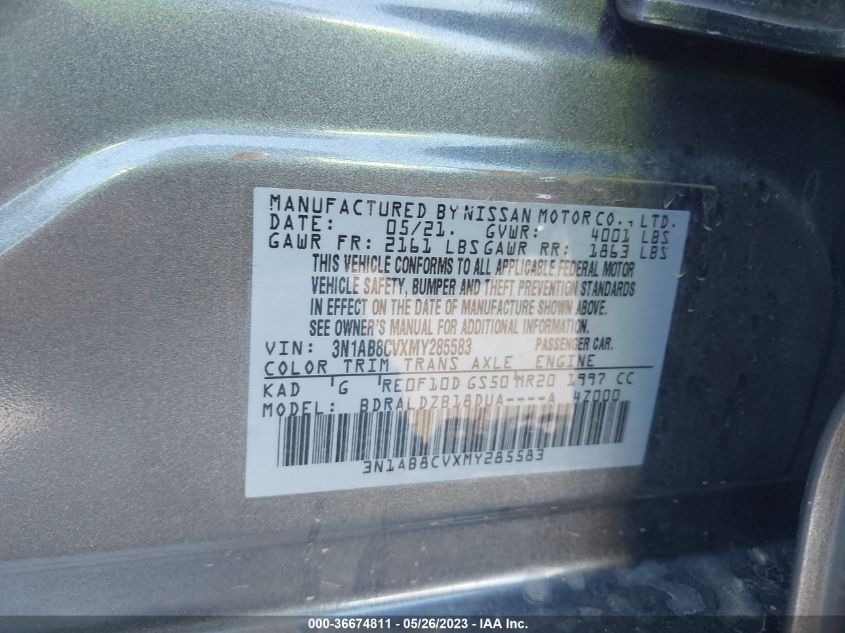 MANUFACTURED BY NISSAN MOTOR CO., LTD.
DATE: 05/21. GVWR: 4001 LBS
GAWR FR: 2161 LBS GAWR RR: 1863 LBS
THIS VEHICLE CONFORMS TO ALL APPLICABLE FEDERAL MOTOR
VEHICLE SAFETY, BUMPER AND THEFT PREVENTION STANDARDS
IN EFFECT ON THE DATE OF MANUFACTURE SHOWN ABOVE.
SEE OWNER'S MANUAL FOR ADDITIONAL INFORMATION.
VIN: 3N1AB8CVXMY285583 PASSENGER CAR.
COLOR TRIM TRANS AXLE ENGINE
KAD G RE0F10D GS50 MR20 1997 CC
MODEL: BDRALDZB18DUA----A 4Z000
3N1AB8CVXMY285583
000-36674811 - 05/26/2023 - IAA Inc.